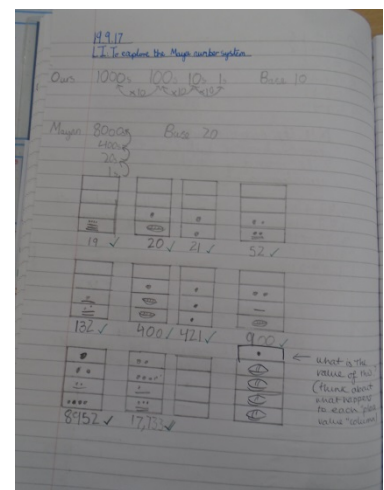 19.9.17
L.I: To explore the Maya number system.
Ours 1000s 100s 10s 1s Base 10
x10 x10 x10
Mayan 8000s Base 20
400s
20s
1s
19 ✓ 20 ✓ 21 ✓ 52 ✓
132 ✓ 400 ✓ 421 ✓ 900 ✓
8952 ✓ 17,733 ✓
← what is the
value of this?
(think about
what happens
to each "place
value" column)